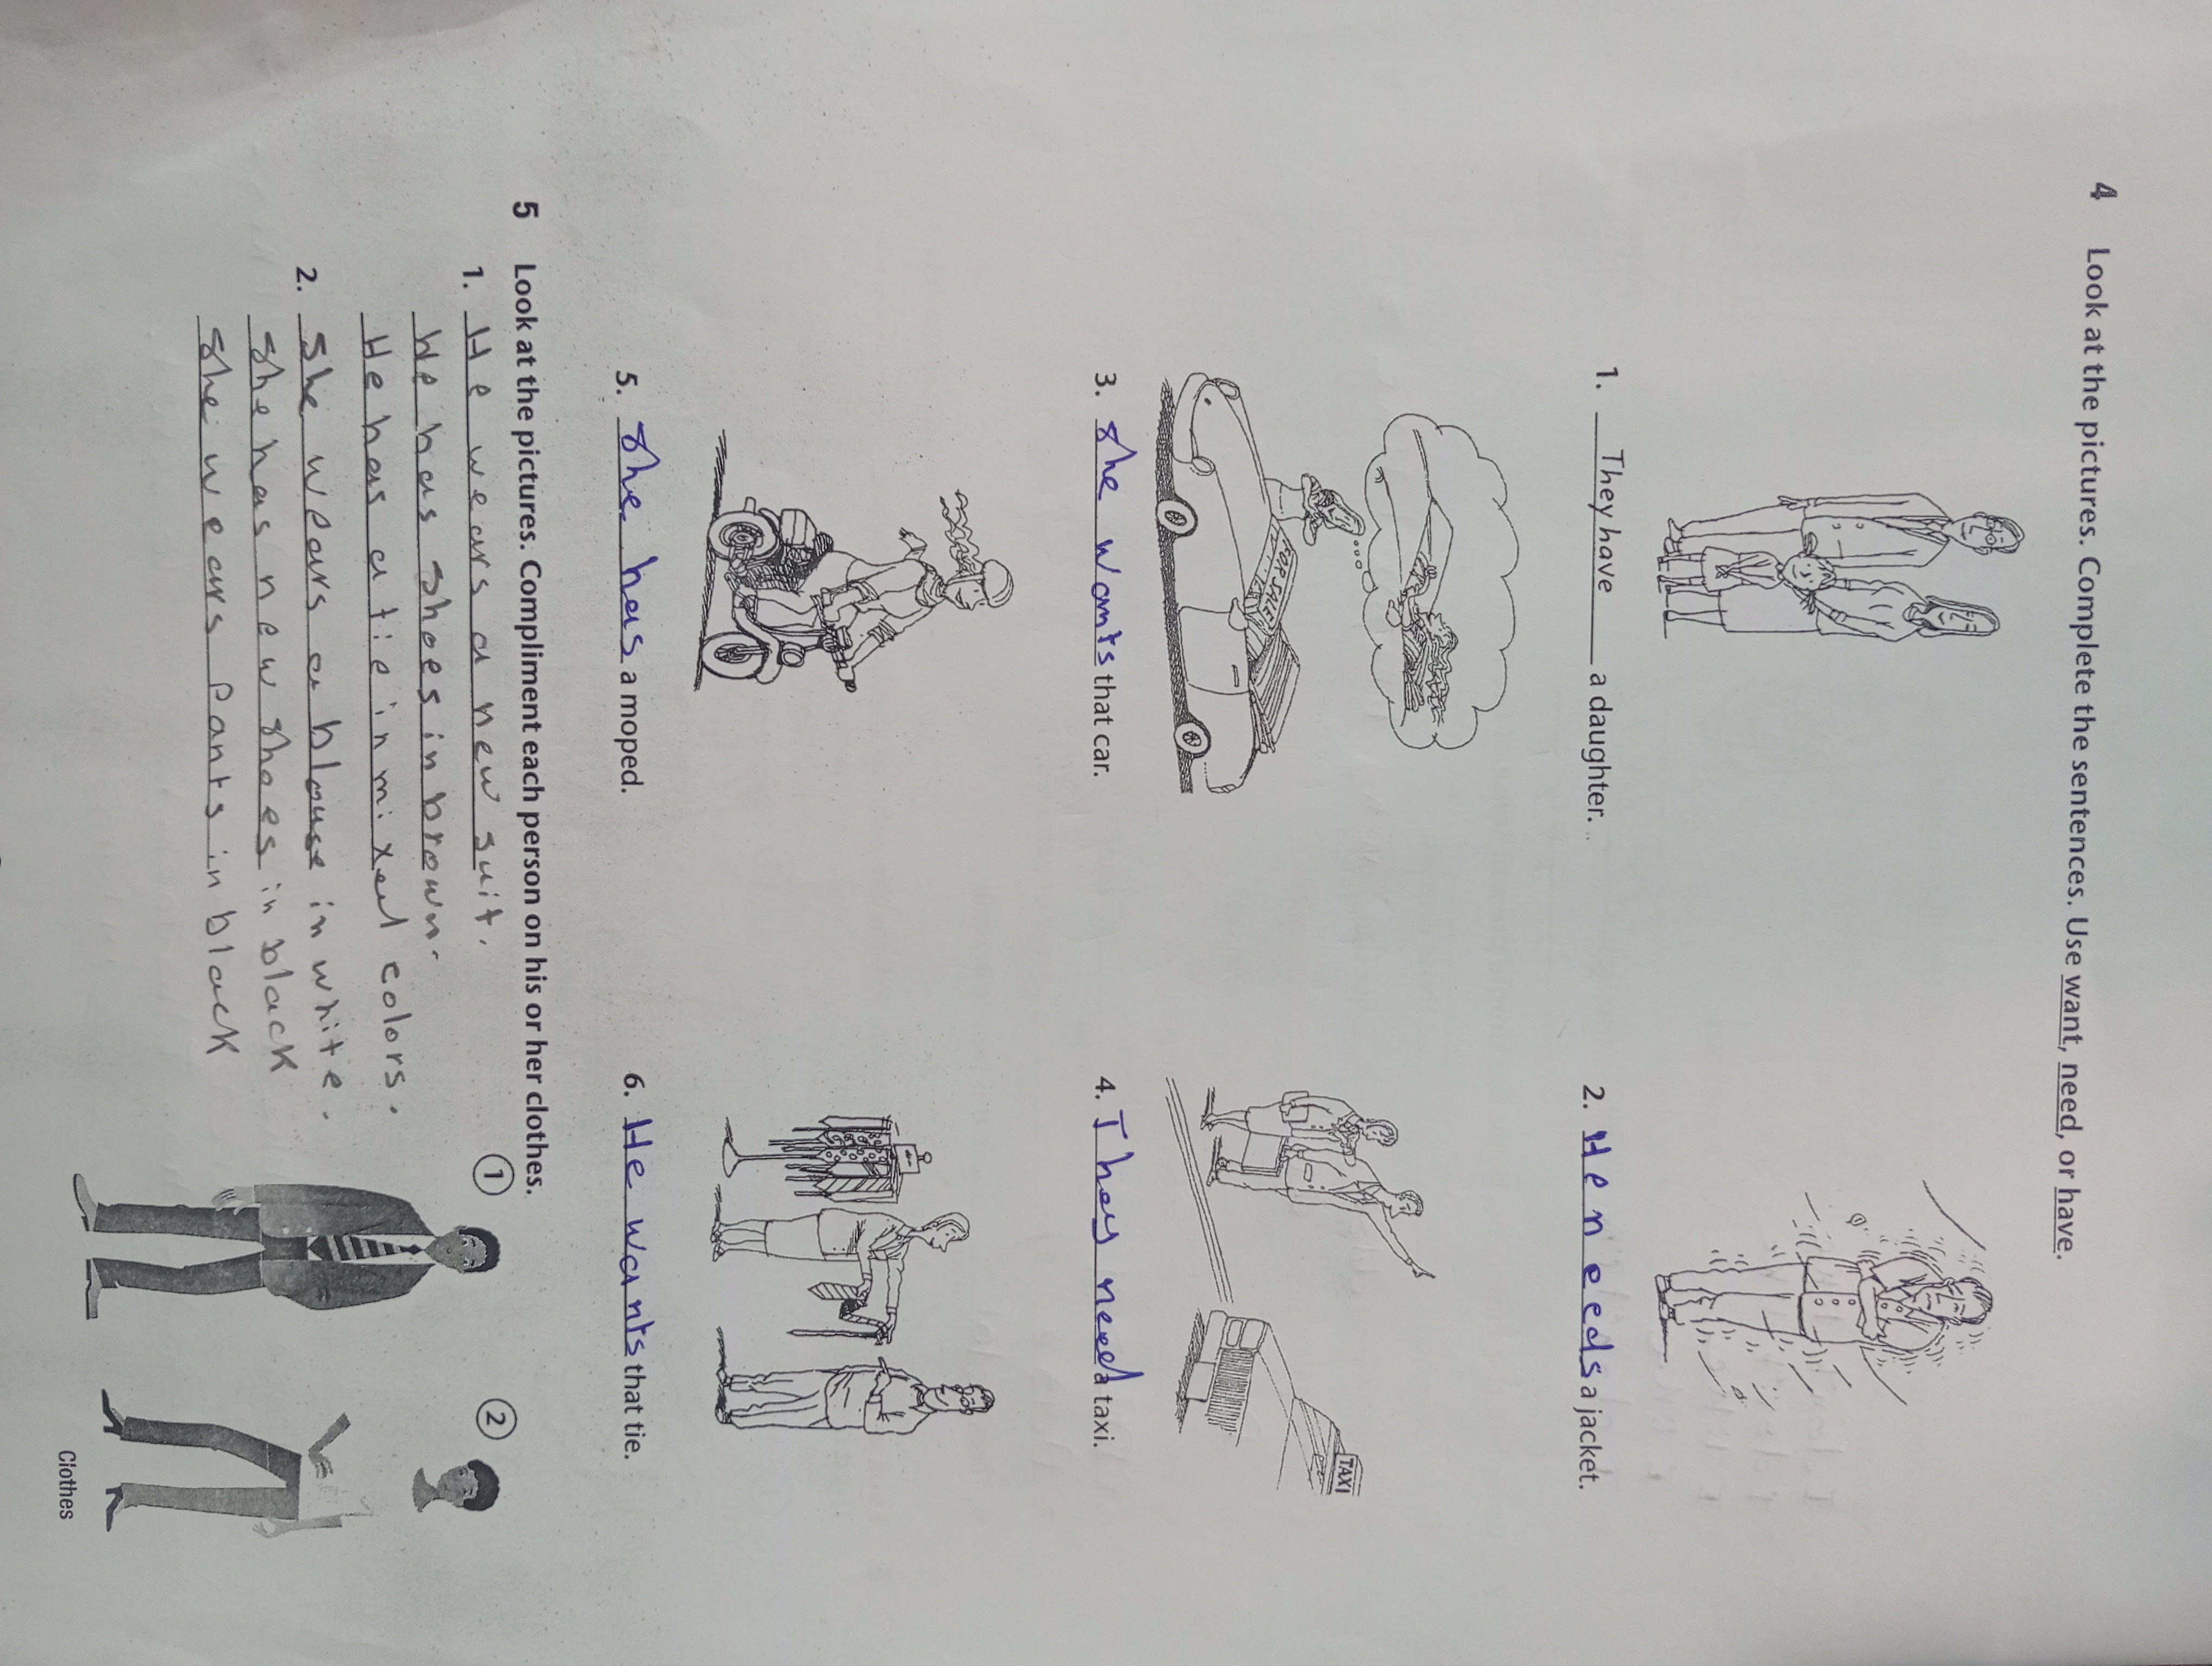 4 Look at the pictures. Complete the sentences. Use want, need, or have.
1. They have a daughter.
2. He needs a jacket.
FOR SALE
TAXI
3. She wants that car.
4. They need a taxi.
5. She has a moped.
6. He wants that tie.
5 Look at the pictures. Compliment each person on his or her clothes.
1 2
1. He wears a new suit.
He has shoes in brown.
He has a tie in mixed colors.
2. She wears a blouse in white.
She has new shoes in black
She wears Pants in black
Clothes